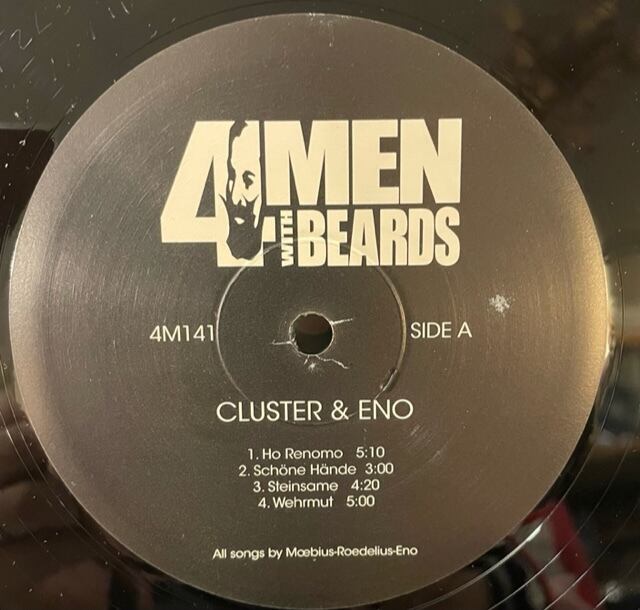 4 MEN
WITH BEARDS
4M141
SIDE A
CLUSTER & ENO
1. Ho Renomo 5:10
2. Schöne Hände 3:00
3. Steinsame 4:20
4. Wehrmut 5:00
All songs by Mœbius-Roedelius-Eno